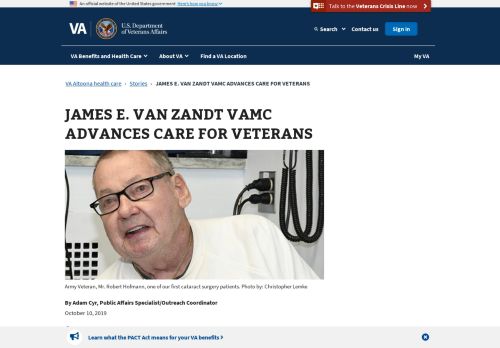 An official website of the United States government Here's how you know
Talk to the Veterans Crisis Line now
VA
U.S. Department
of Veterans Affairs
Search
Contact us
Sign in
VA Benefits and Health Care
About VA
Find a VA Location
My VA
VA Altoona health care › Stories › JAMES E. VAN ZANDT VAMC ADVANCES CARE FOR VETERANS
JAMES E. VAN ZANDT VAMC
ADVANCES CARE FOR VETERANS
Army Veteran, Mr. Robert Hofmann, one of our first cataract surgery patients. Photo by: Christopher Lemke
By Adam Cyr, Public Affairs Specialist/Outreach Coordinator
October 10, 2019
Learn what the PACT Act means for your VA benefits